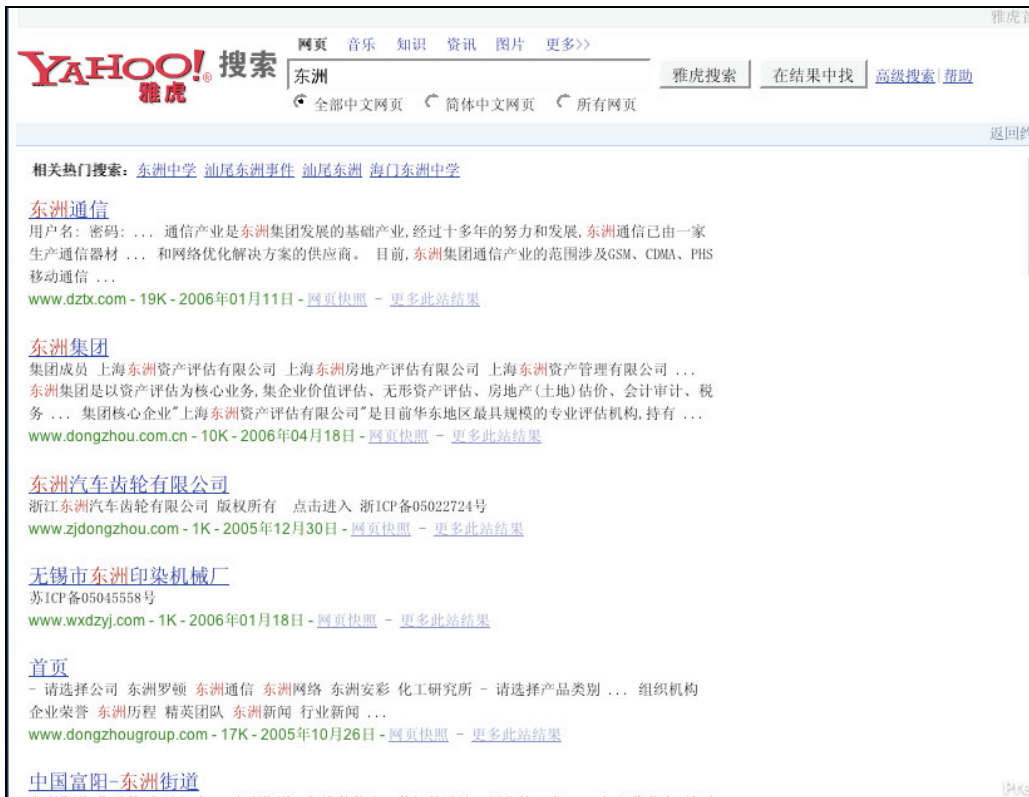 雅虎首
网页 音乐 知识 资讯 图片 更多>>
YAHOO!® 雅虎 搜索
东洲 雅虎搜索 在结果中找 高级搜索|帮助
全部中文网页 简体中文网页 所有网页
返回
相关热门搜索: 东洲中学 汕尾东洲事件 汕尾东洲 海门东洲中学
东洲通信
用户名: 密码: ... 通信产业是东洲集团发展的基础产业,经过十多年的努力和发展,东洲通信已由一家
生产通信器材 ... 和网络优化解决方案的供应商。 目前,东洲集团通信产业的范围涉及GSM、CDMA、PHS
移动通信 ...
www.dztx.com - 19K - 2006年01月11日 - 网页快照 - 更多此站结果
东洲集团
集团成员 上海东洲资产评估有限公司 上海东洲房地产评估有限公司 上海东洲资产管理有限公司 ...
东洲集团是以资产评估为核心业务,集企业价值评估、无形资产评估、房地产(土地)估价、会计审计、税
务 ... 集团核心企业"上海东洲资产评估有限公司"是目前华东地区最具规模的专业评估机构,持有 ...
www.dongzhou.com.cn - 10K - 2006年04月18日 - 网页快照 - 更多此站结果
东洲汽车齿轮有限公司
浙江东洲汽车齿轮有限公司 版权所有 点击进入 浙ICP备05022724号
www.zjdongzhou.com - 1K - 2005年12月30日 - 网页快照 - 更多此站结果
无锡市东洲印染机械厂
苏ICP备05045558号
www.wxdzyj.com - 1K - 2006年01月18日 - 网页快照 - 更多此站结果
首页
- 请选择公司 东洲罗顿 东洲通信 东洲网络 东洲安彩 化工研究所 - 请选择产品类别 ... 组织机构
企业荣誉 东洲历程 精英团队 东洲新闻 行业新闻 ...
www.dongzhougroup.com - 17K - 2005年10月26日 - 网页快照 - 更多此站结果
中国富阳-东洲街道